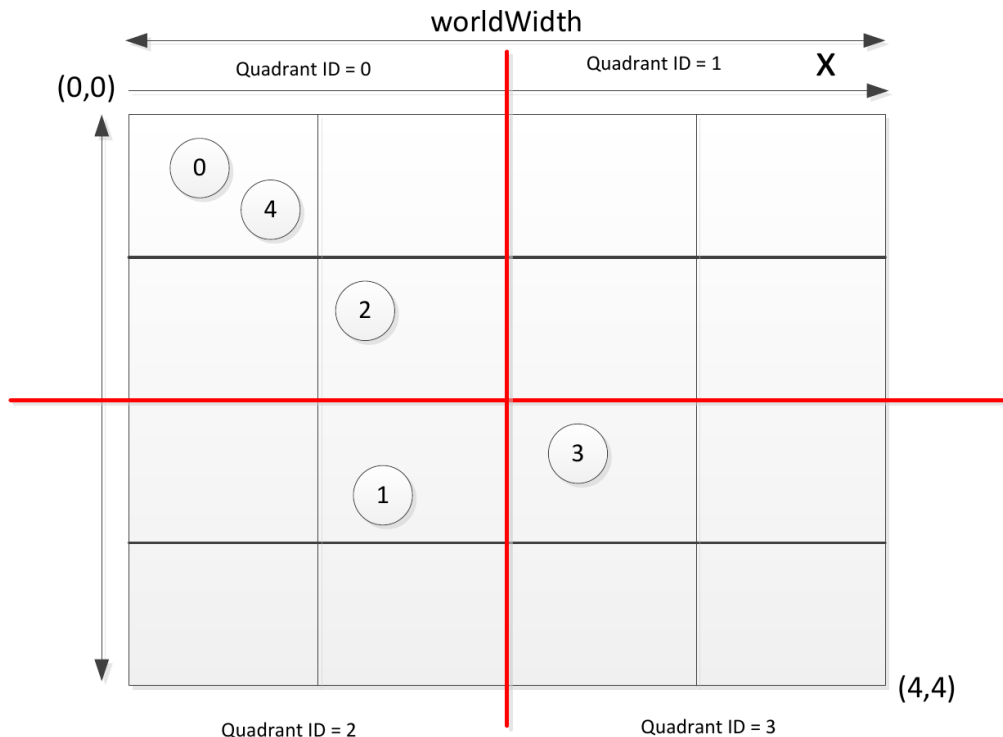 worldWidth
Quadrant ID = 0
Quadrant ID = 1
X
(0,0)
0
4
2
3
1
(4,4)
Quadrant ID = 2
Quadrant ID = 3